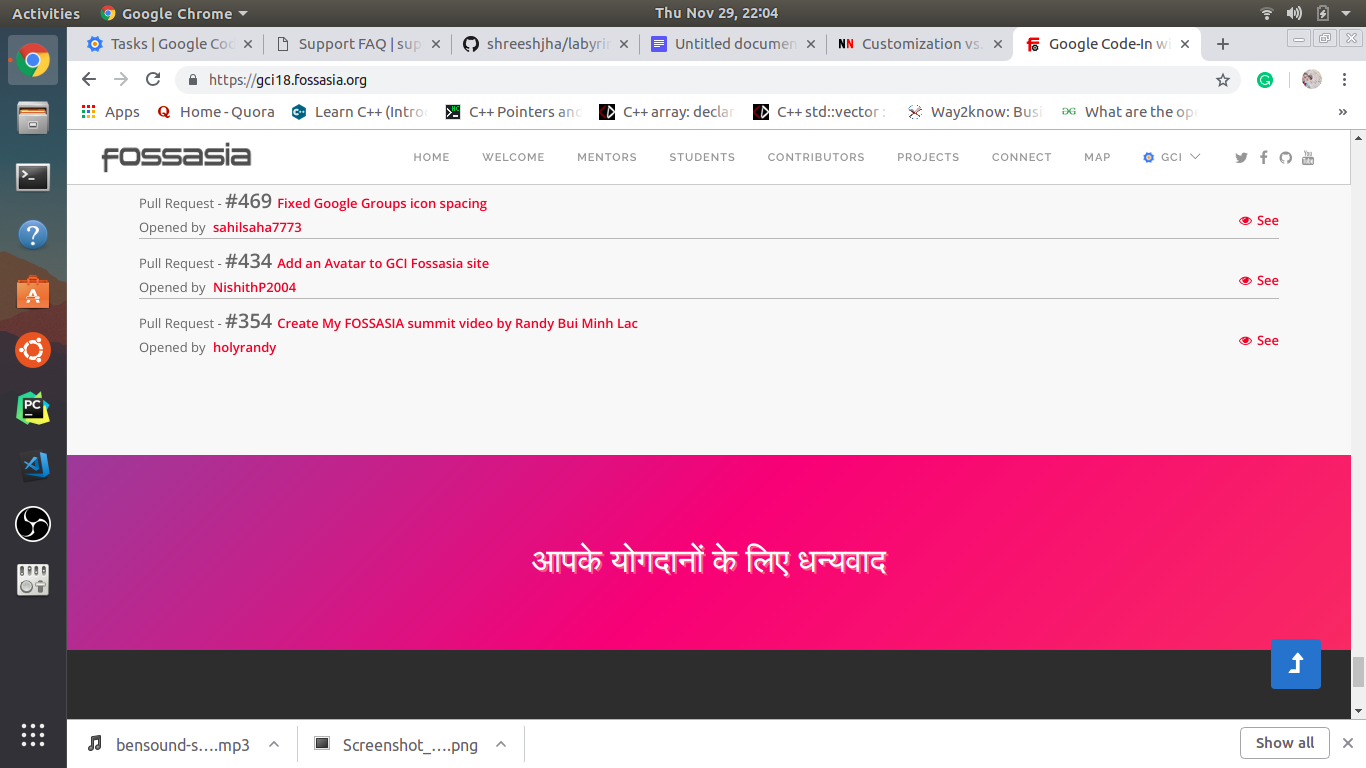 Activities Google Chrome Thu Nov 29, 22:04
Tasks | Google Co Support FAQ | sup shreeshjha/labyri Untitled documen Customization vs. Google Code-In wi
https://gci18.fossasia.org
Apps Home - Quora Learn C++ (Intro C++ Pointers and C++ array: declar C++ std::vector : Way2know: Busi What are the ope »
fossasia HOME WELCOME MENTORS STUDENTS CONTRIBUTORS PROJECTS CONNECT MAP GCI
Pull Request - #469 Fixed Google Groups icon spacing
Opened by sahilsaha7773 See
Pull Request - #434 Add an Avatar to GCI Fossasia site
Opened by NishithP2004 See
Pull Request - #354 Create My FOSSASIA summit video by Randy Bui Minh Lac
Opened by holyrandy See
आपके योगदानों के लिए धन्यवाद
bensound-s....mp3 Screenshot_....png Show all